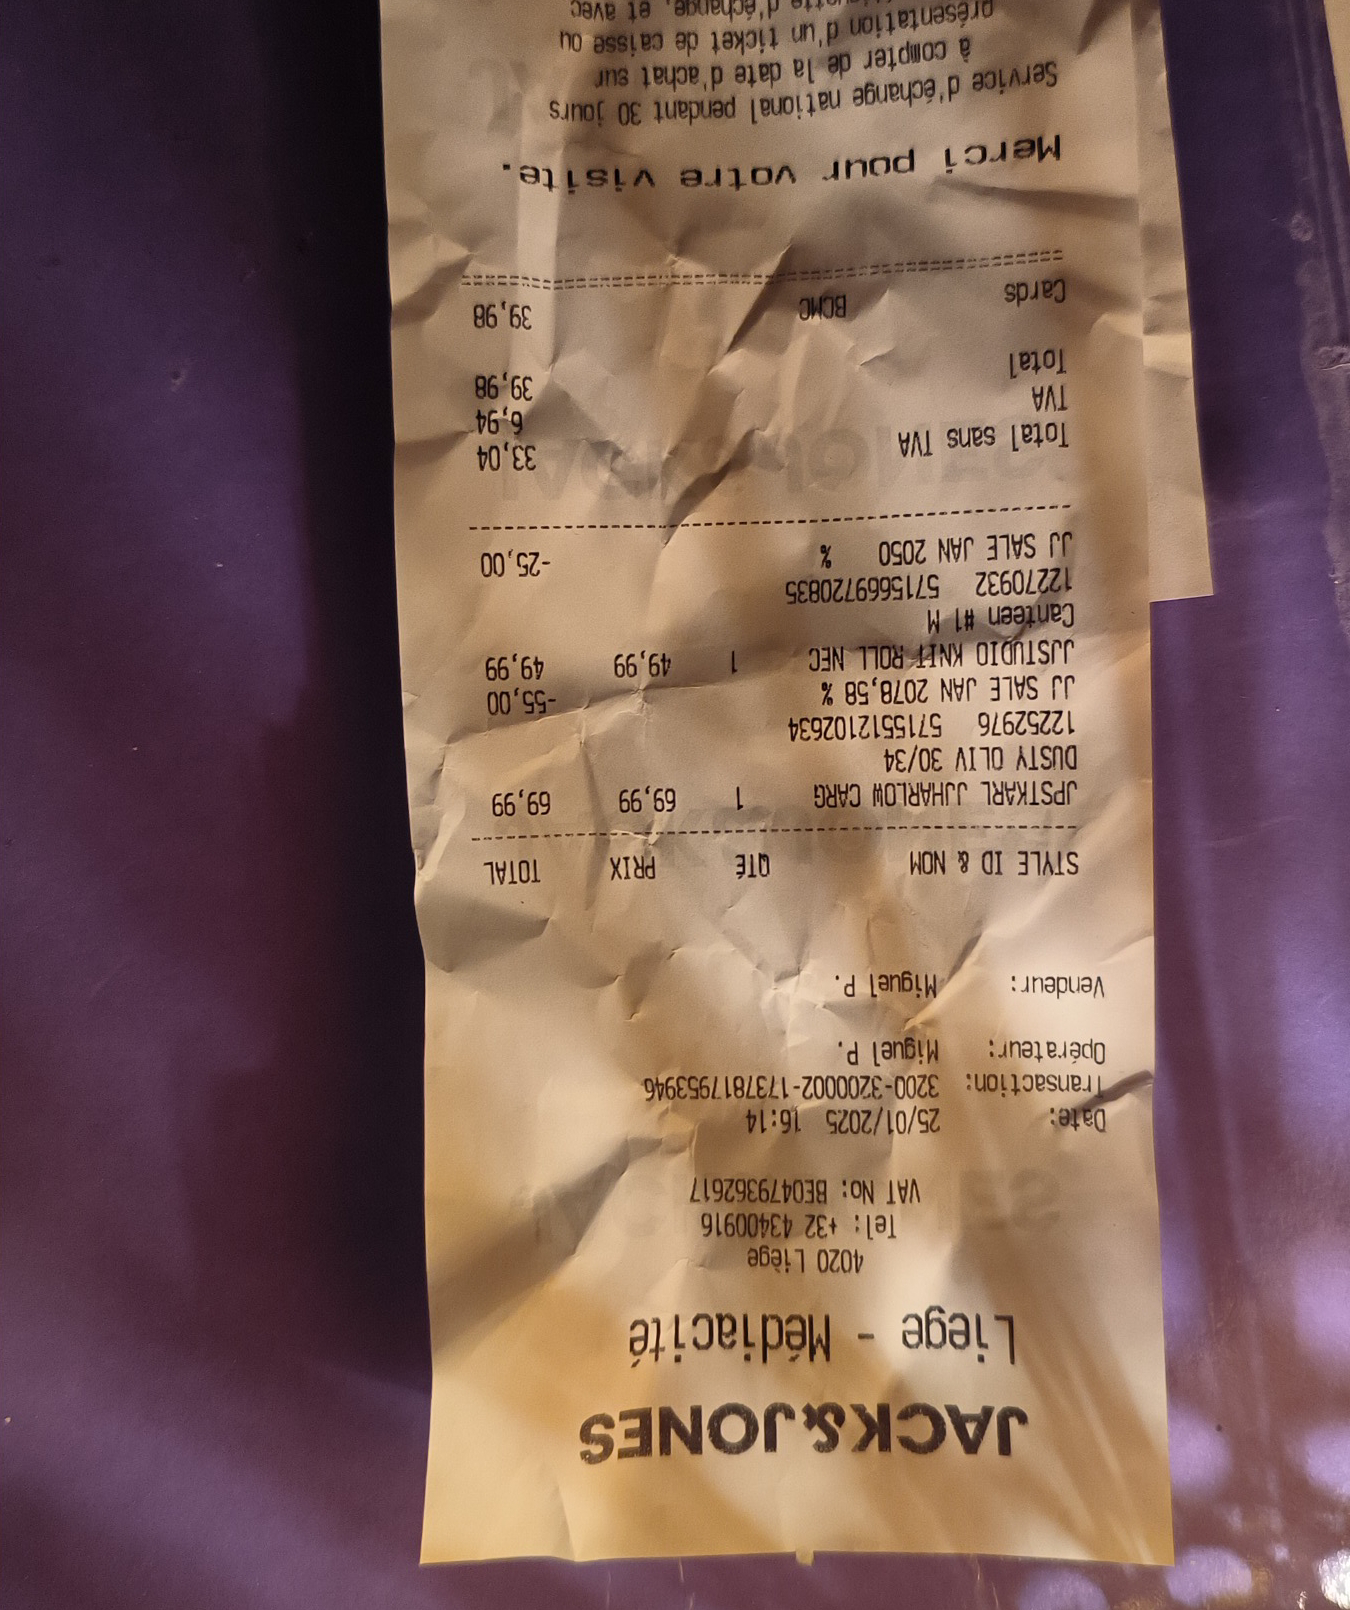 JACK&JONES
Liege - Médiacité
4020 Liège
Tel: +32 43400916
VAT No: BE0479362617
Date: 25/01/2025 16:14
Transaction: 3200-3200002-1737817953946
Opérateur: Miguel P.
Vendeur: Miguel P.
STYLE ID & NOM QTÉ PRIX TOTAL
JPSTKARL JJHARLOW CARG 1 69,99 69,99
DUSTY OLIV 30/34
12252976 5715512102634
JJ SALE JAN 2078,58 % -55,00
JJSTUDIO KNIT ROLL NEC 1 49,99 49,99
Canteen #1 M
12270932 5715669720835
JJ SALE JAN 2050 % -25,00
Total sans TVA 33,04
TVA 6,94
Total 39,98
Cards BCMC 39,98
Merci pour votre visite.
Service d'échange national pendant 30 jours
à compter de la date d'achat sur
présentation d'un ticket de caisse ou
d'échange, et avec